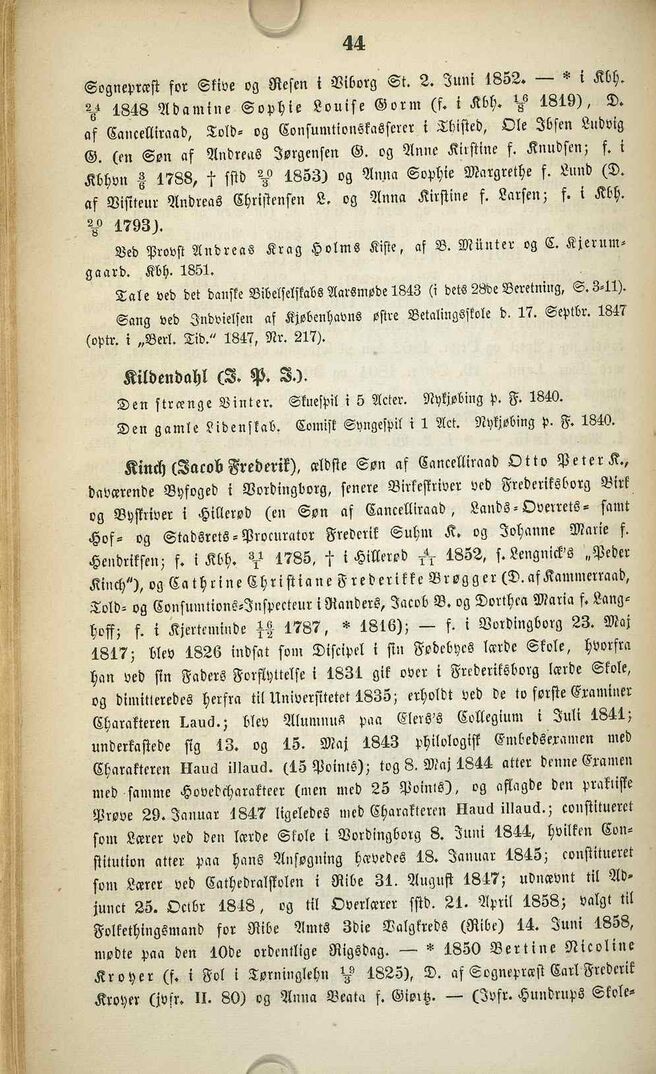 44
Sognepræst for Skive og Resen i Viborg St. 2. Juni 1852. — * i Kbh.
24/6 1848 Adamine Sophie Louise Gorm (f. i Kbh. 16/8 1819), D.
af Cancelliraad, Told- og Consumtionskasserer i Thisted, Ole Ibsen Ludvig
G. (en Søn af Andreas Jørgensen G. og Anne Kirstine f. Knudsen; f. i
Kbhvn 3/6 1788, † sstd 20/3 1853) og Anna Sophie Margrethe f. Lund (D.
af Visiteur Andreas Christensen L. og Anna Kirstine f. Larsen; f. i Kbh.
20/8 1793).
Ved Provst Andreas Krag Holms Kiste, af B. Münter og C. Kjerum-
gaard. Kbh. 1851.
Tale ved det danske Bibelselskabs Aarsmøde 1843 (i dets 28de Beretning, S. 3-11).
Sang ved Indvielsen af Kjøbenhavns østre Betalingsskole d. 17. Septbr. 1847
(optr. i „Berl. Tid.“ 1847, Nr. 217).
Kildendahl (J. P. J.).
Den strænge Vinter. Skuespil i 5 Acter. Nykjøbing p. F. 1840.
Den gamle Lidenskab. Comisk Syngespil i 1 Act. Nykjøbing p. F. 1840.
Kinch (Jacob Frederik), ældste Søn af Cancelliraad Otto Peter K.,
daværende Byfoged i Vordingborg, senere Birkeskriver ved Frederiksborg Birk
og Byskriver i Hillerød (en Søn af Cancelliraad, Lands-Overrets- samt
Hof- og Stadsrets-Procurator Frederik Suhm K. og Johanne Marie f.
Hendriksen; f. i Kbh. 31/1 1785, † i Hillerød 4/11 1852, s. Lengnick's „Peder
Kinch“), og Cathrine Christiane Frederikke Brøgger (D. af Kammerraad,
Told- og Consumtions-Inspecteur i Randers, Jacob B. og Dorthea Maria f. Lang-
hoff; f. i Kjerteminde 16/12 1787, * 1816); — f. i Vordingborg 23. Maj
1817; blev 1826 indsat som Discipel i sin Fødebyes lærde Skole, hvorfra
han ved sin Faders Forflyttelse i 1831 gik over i Frederiksborg lærde Skole,
og dimitteredes herfra til Universitetet 1835; erholdt ved de to første Examiner
Charakteren Laud.; blev Alumnus paa Elers's Collegium i Juli 1841;
underkastede sig 13. og 15. Maj 1843 philologisk Embedsexamen med
Charakteren Haud illaud. (15 Points); tog 8. Maj 1844 atter denne Examen
med samme Hovedcharakteer (men med 25 Points), og aflagde den praktiske
Prøve 29. Januar 1847 ligeledes med Charakteren Haud illaud.; constitueret
som Lærer ved den lærde Skole i Vordingborg 8. Juni 1844, hvilken Con-
stitution atter paa hans Ansøgning hævedes 18. Januar 1845; constitueret
som Lærer ved Cathedralskolen i Ribe 31. August 1847; udnævnt til Ad-
junct 25. Octbr 1848, og til Overlærer sstd. 21. April 1858; valgt til
Folkethingsmand for Ribe Amts 3die Valgkreds (Ribe) 14. Juni 1858,
mødte paa den 10de ordentlige Rigsdag. — * 1850 Bertine Nicoline
Kroyer (f. i Fol i Tørninglehn 19/8 1825), D. af Sognepræst Carl Frederik
Kroyer (jvfr. II. 80) og Anna Beata f. Giørtz. — (Jvfr. Hundrups Skole-